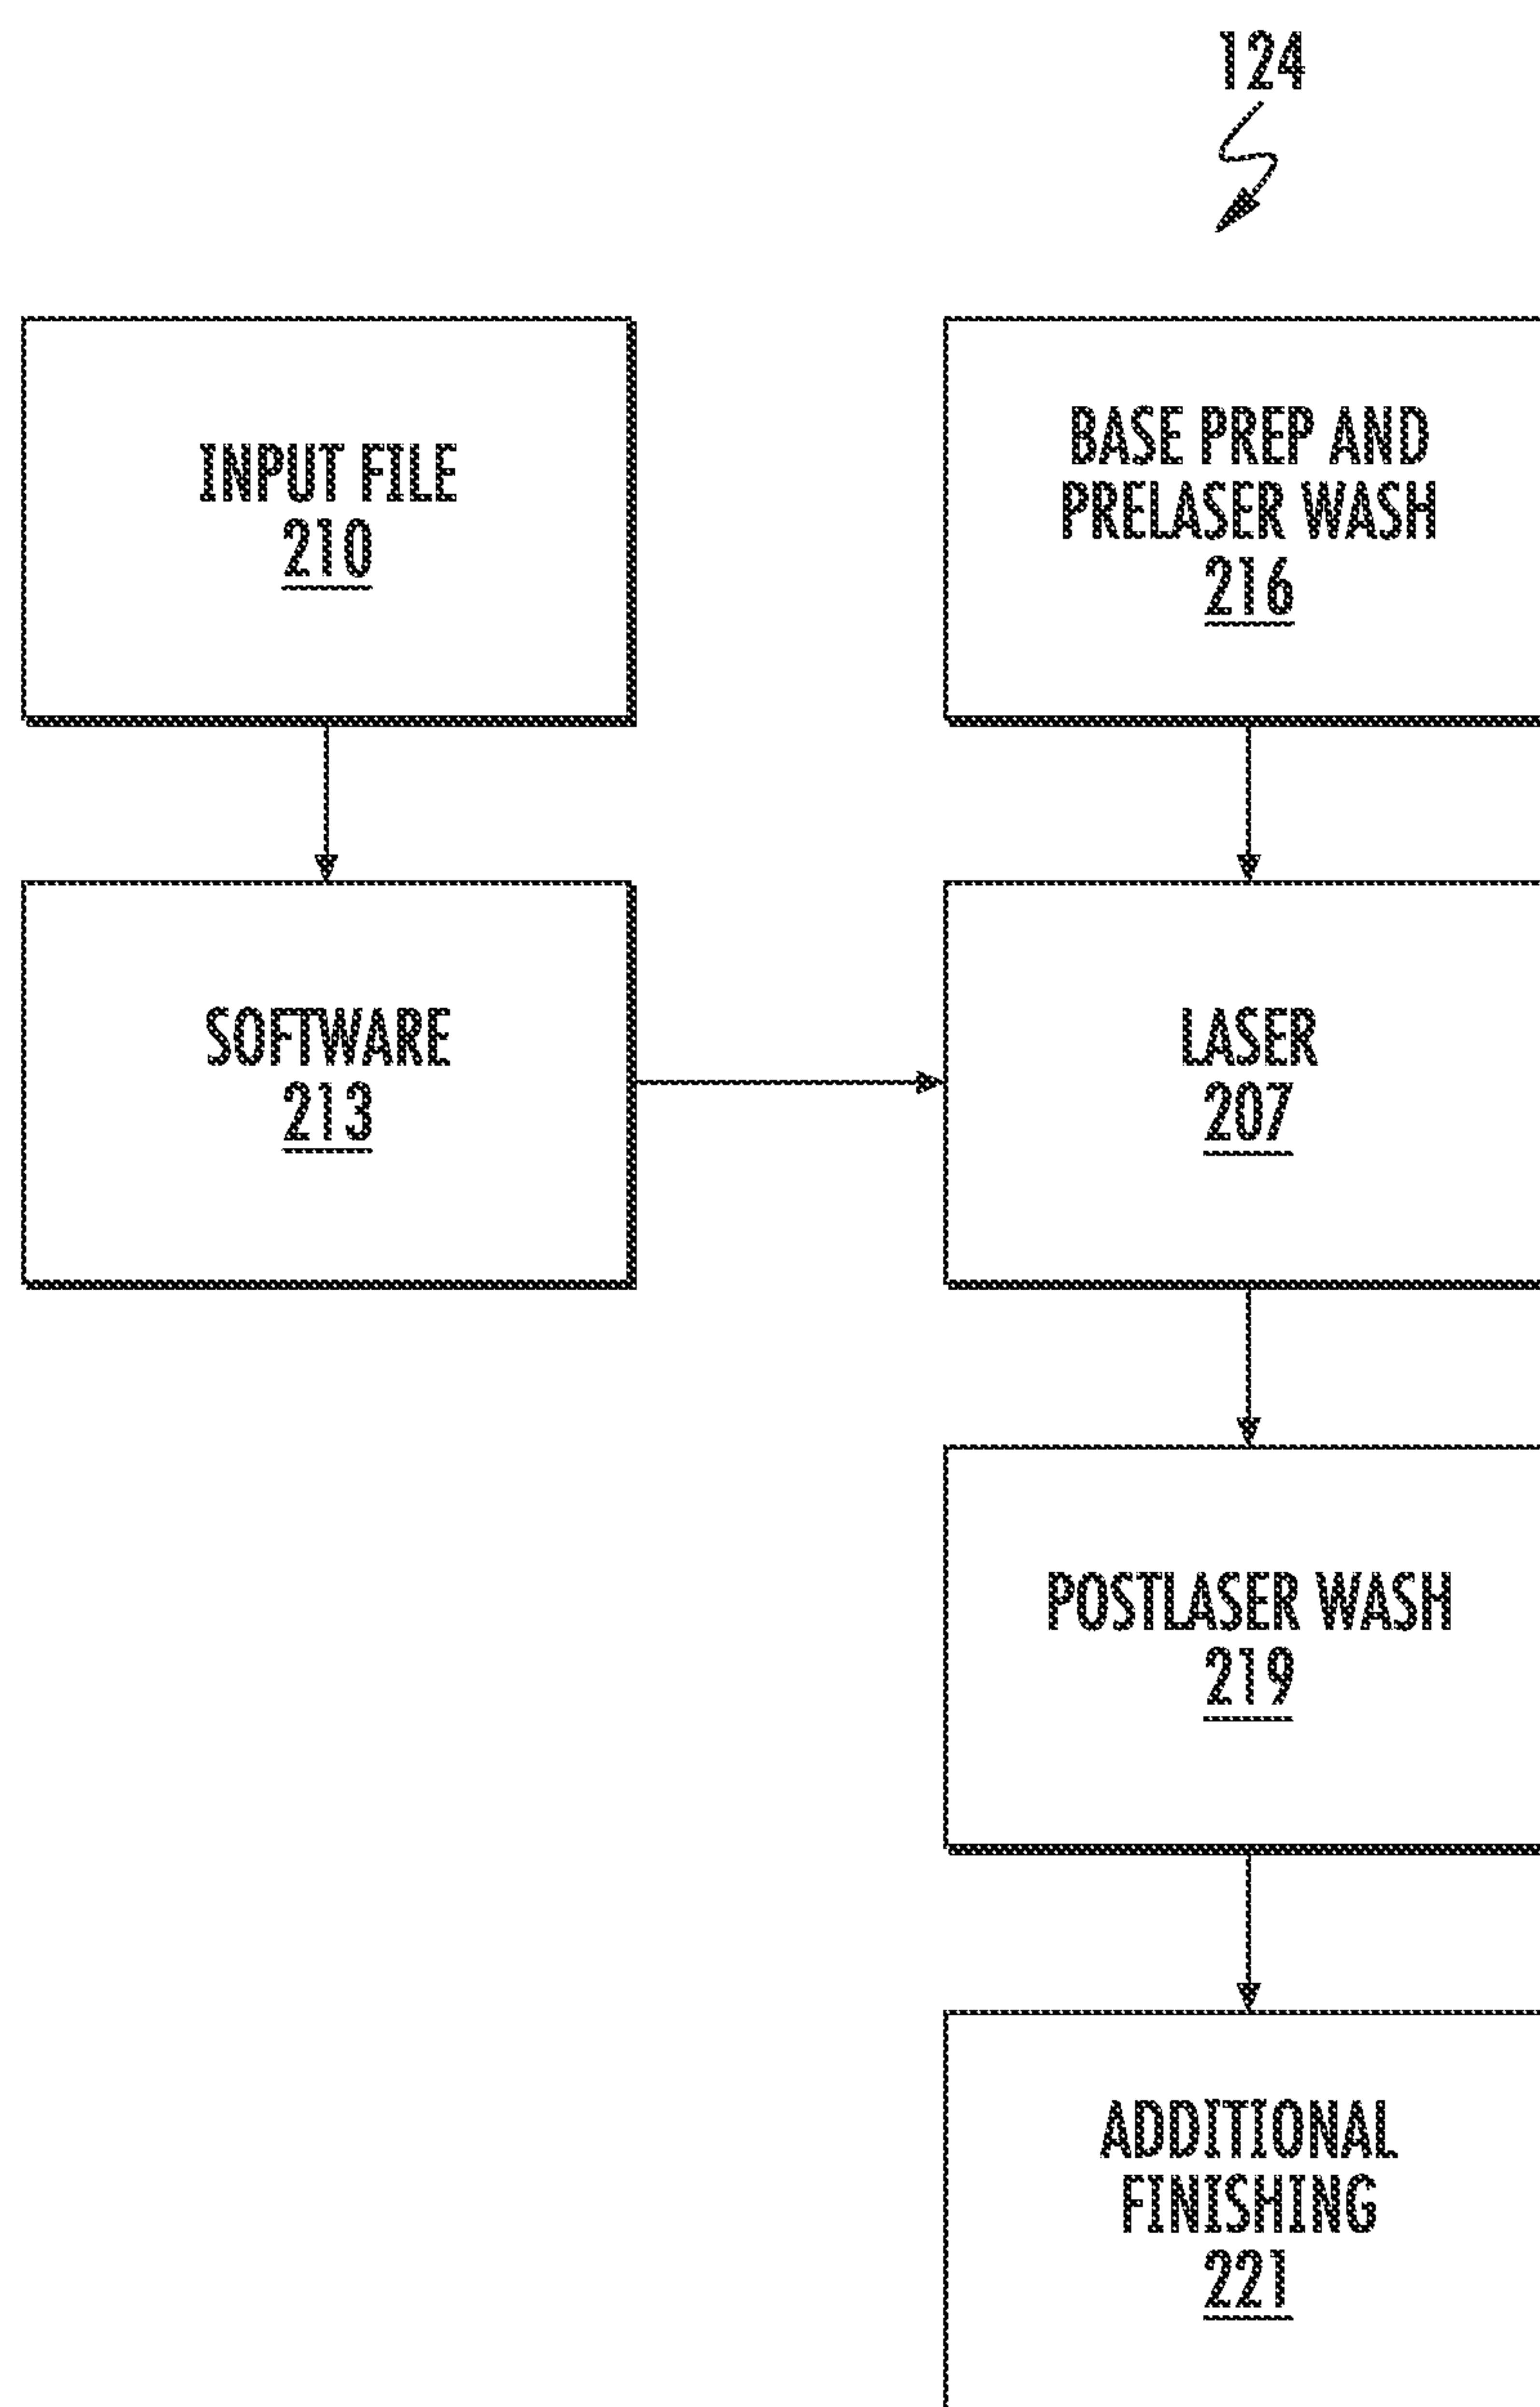 124
INPUT FILE
210
BASE PREP AND
PRELASER WASH
216
SOFTWARE
213
LASER
207
POSTLASER WASH
219
ADDITIONAL
FINISHING
221